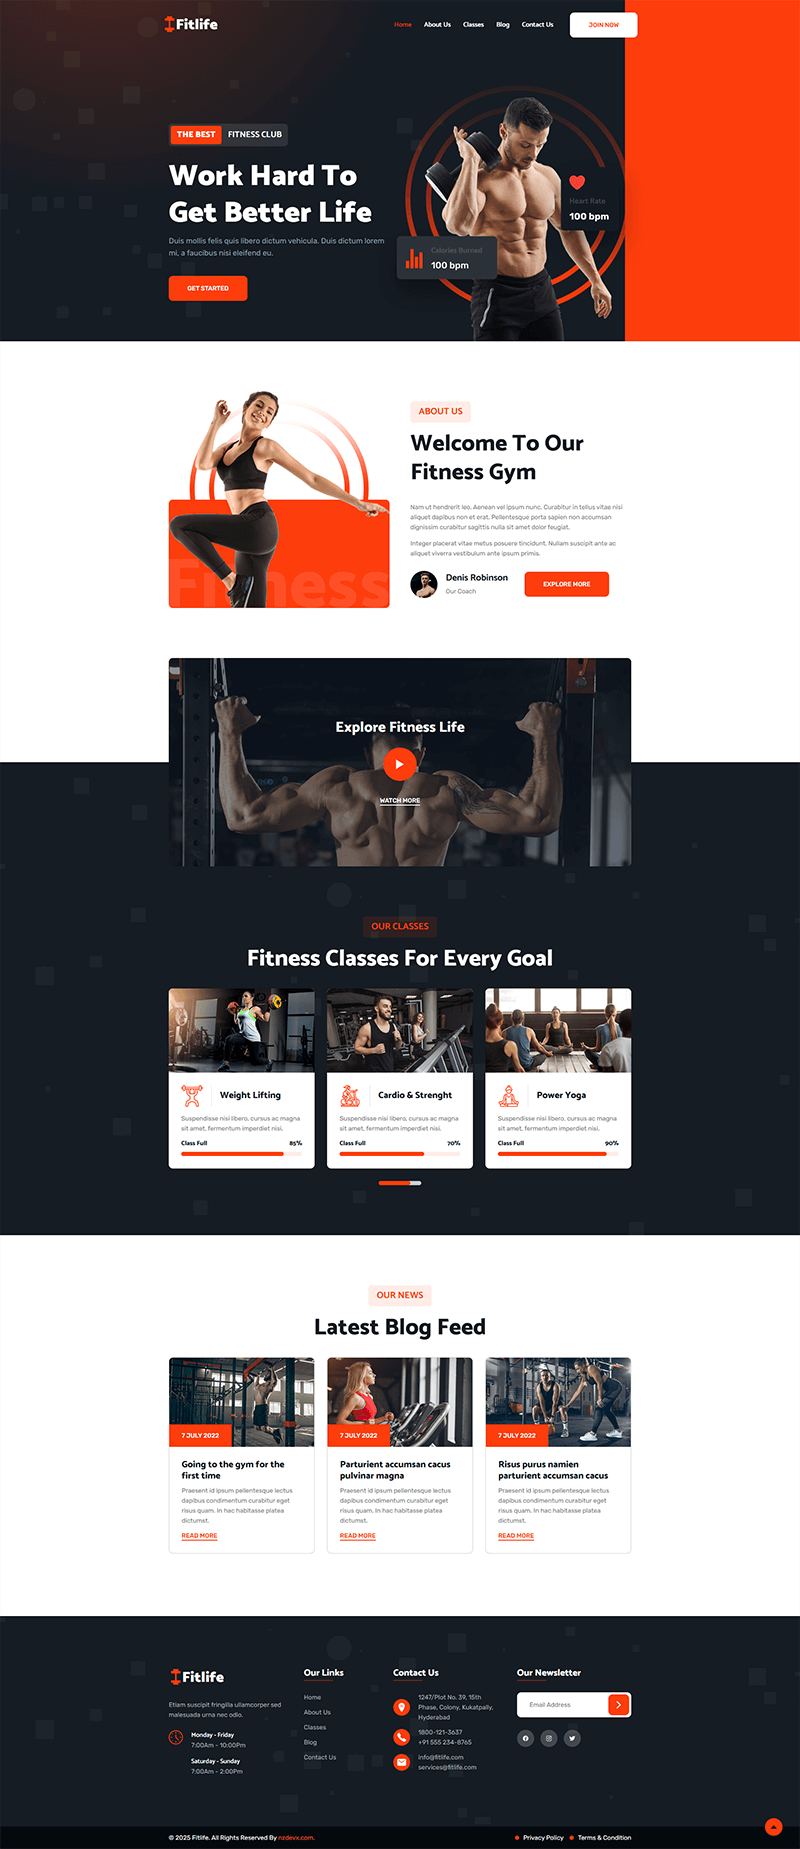 Fitlife
Home About Us Classes Blog Contact Us JOIN NOW
THE BEST FITNESS CLUB
Work Hard To
Get Better Life
Duis mollis felis quis libero dictum vehicula. Duis dictum lorem
mi, a faucibus nisi eleifend eu.
GET STARTED
Heart Rate
100 bpm
Calories Burned
100 bpm
ABOUT US
Welcome To Our
Fitness Gym
Nam ut hendrerit leo. Aenean vel ipsum nunc. Curabitur in tellus vitae nisi
aliquet dapibus non et erat. Pellentesque porta sapien non accumsan
dignissim curabitur sagittis nulla sit amet dolor feugiat.
Integer placerat vitae metus posuere tincidunt. Nullam suscipit ante ac
aliquet viverra vestibulum ante ipsum primis.
Denis Robinson
Our Coach
EXPLORE MORE
Fitness
Explore Fitness Life
WATCH MORE
OUR CLASSES
Fitness Classes For Every Goal
Weight Lifting
Suspendisse nisi libero, cursus ac magna
sit amet, fermentum imperdiet nisi.
Class Full 85%
Cardio & Strenght
Suspendisse nisi libero, cursus ac magna
sit amet, fermentum imperdiet nisi.
Class Full 70%
Power Yoga
Suspendisse nisi libero, cursus ac magna
sit amet, fermentum imperdiet nisi.
Class Full 90%
OUR NEWS
Latest Blog Feed
7 JULY 2022
Going to the gym for the
first time
Praesent id ipsum pellentesque lectus
dapibus condimentum curabitur eget
risus quam. In hac habitasse platea
dictumst.
READ MORE
7 JULY 2022
Parturient accumsan cacus
pulvinar magna
Praesent id ipsum pellentesque lectus
dapibus condimentum curabitur eget
risus quam. In hac habitasse platea
dictumst.
READ MORE
7 JULY 2022
Risus purus namien
parturient accumsan cacus
Praesent id ipsum pellentesque lectus
dapibus condimentum curabitur eget
risus quam. In hac habitasse platea
dictumst.
READ MORE
Fitlife
Etiam suscipit fringilla ullamcorper sed
malesuada urna nec odio.
Monday - Friday
7:00Am - 10:00Pm
Saturday - Sunday
7:00Am - 2:00Pm
Our Links
Home
About Us
Classes
Blog
Contact Us
Contact Us
1247/Plot No. 39, 15th
Phase, Colony, Kukatpally,
Hyderabad
1800-121-3637
+91 555 234-8765
info@fitlife.com
services@fitlife.com
Our Newsletter
Email Address
© 2025 Fitlife. All Rights Reserved By nzdevx.com.
Privacy Policy Terms & Condition